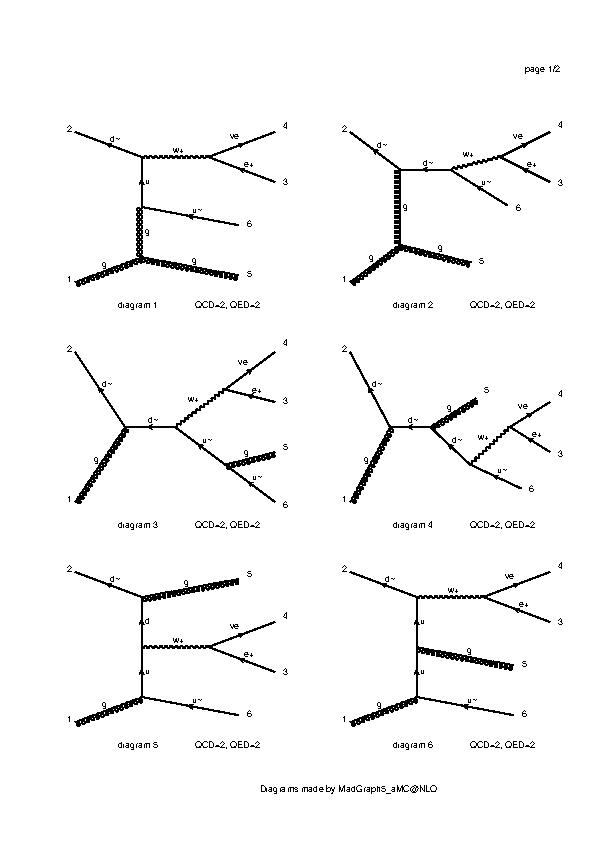 page 1/2
2 d~ w+ ve 4
e+ 3
u
u~ 6
g
1 g g 5
diagram 1 QCD=2, QED=2
2 d~ d~ w+ ve 4
e+ 3
g u~ 6
1 g g 5
diagram 2 QCD=2, QED=2
2 d~ d~ w+ ve 4
e+ 3
u~ g 5
1 g u~ 6
diagram 3 QCD=2, QED=2
2 d~ d~ g 5
d~ w+ ve 4
e+ 3
1 g u~ 6
diagram 4 QCD=2, QED=2
2 d~ g 5
d
w+ ve 4
e+ 3
u
1 g u~ 6
diagram 5 QCD=2, QED=2
2 d~ w+ ve 4
e+ 3
u
g 5
u
1 g u~ 6
diagram 6 QCD=2, QED=2
Diagrams made by MadGraph5_aMC@NLO